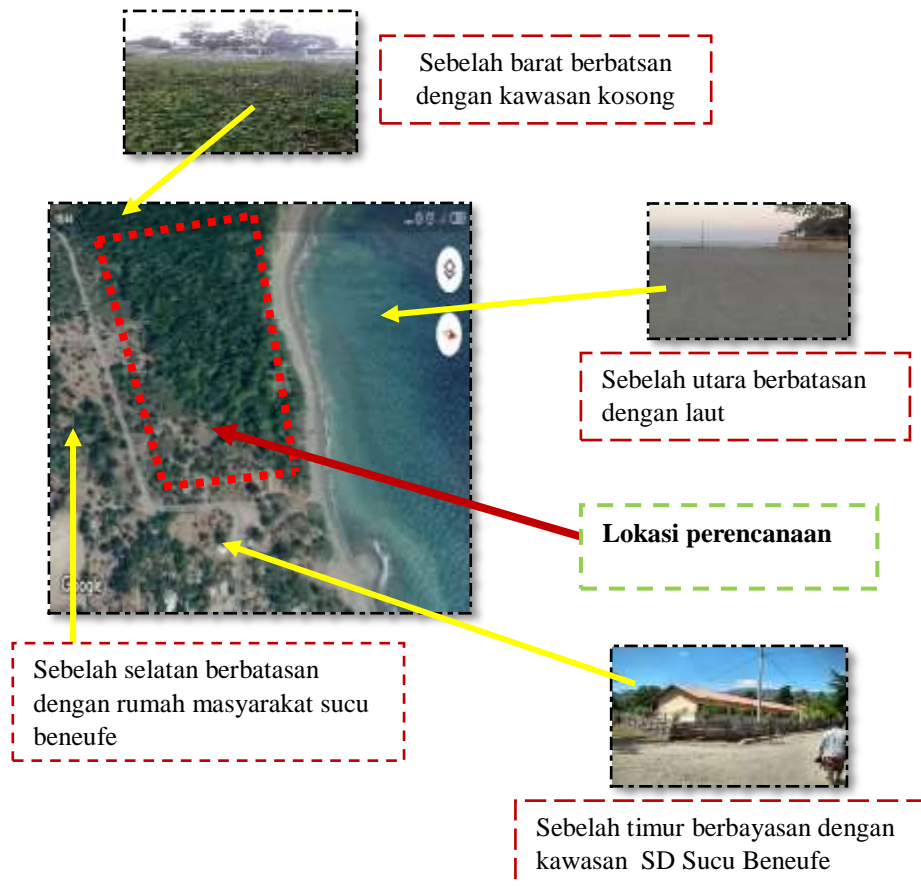 Sebelah barat berbatsan
dengan kawasan kosong
Sebelah utara berbatasan
dengan laut
Lokasi perencanaan
Google
Sebelah selatan berbatasan
dengan rumah masyarakat sucu
beneufe
Sebelah timur berbayasan dengan
kawasan SD Sucu Beneufe